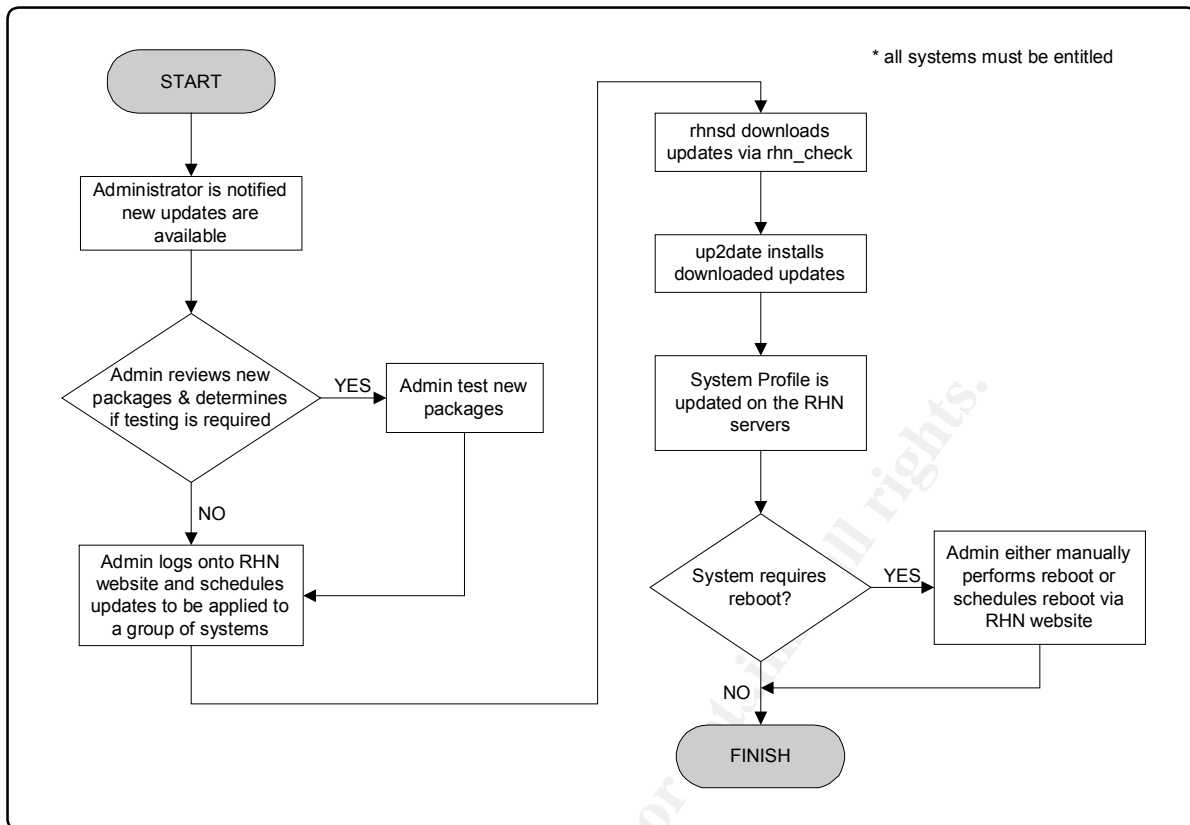 START
Administrator is notified
new updates are
available
Admin reviews new
packages & determines
if testing is required
YES
Admin test new
packages
NO
Admin logs onto RHN
website and schedules
updates to be applied to
a group of systems
* all systems must be entitled
rhnsd downloads
updates via rhn_check
up2date installs
downloaded updates
System Profile is
updated on the RHN
servers
System requires
reboot?
YES
Admin either manually
performs reboot or
schedules reboot via
RHN website
NO
FINISH
rights.